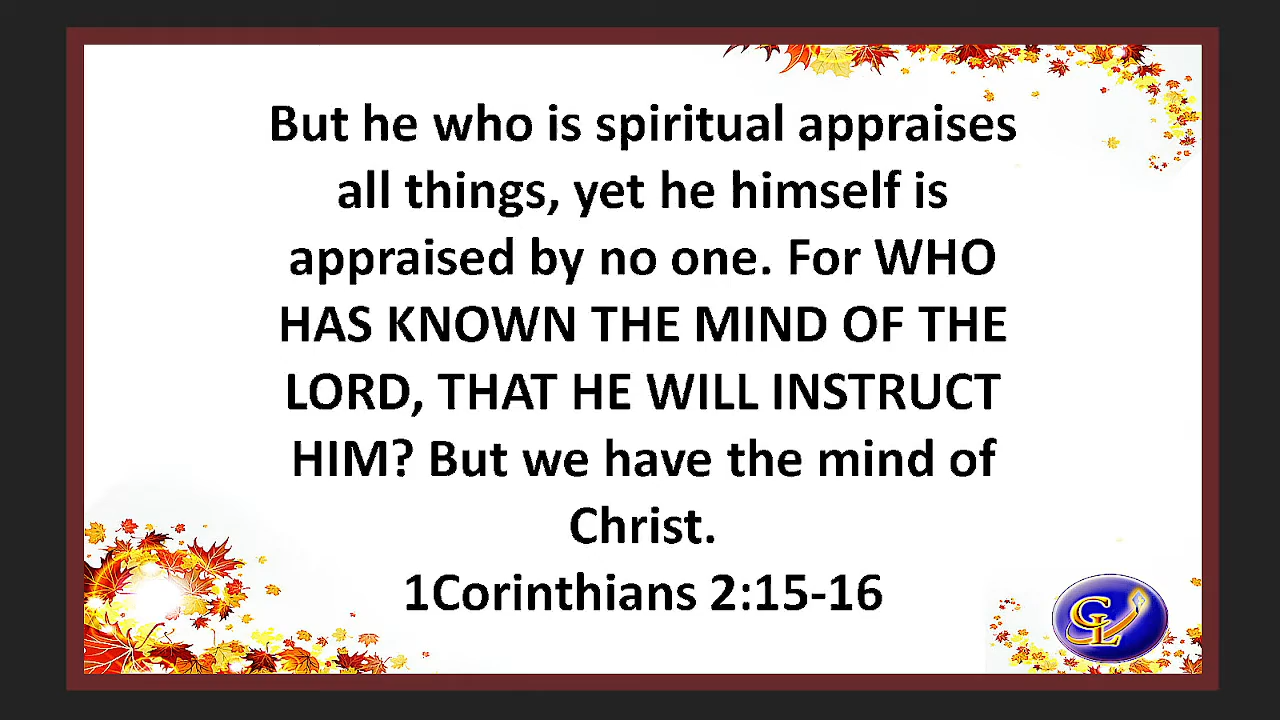 But he who is spiritual appraises
all things, yet he himself is
appraised by no one. For WHO
HAS KNOWN THE MIND OF THE
LORD, THAT HE WILL INSTRUCT
HIM? But we have the mind of
Christ.
1Corinthians 2:15-16
GL